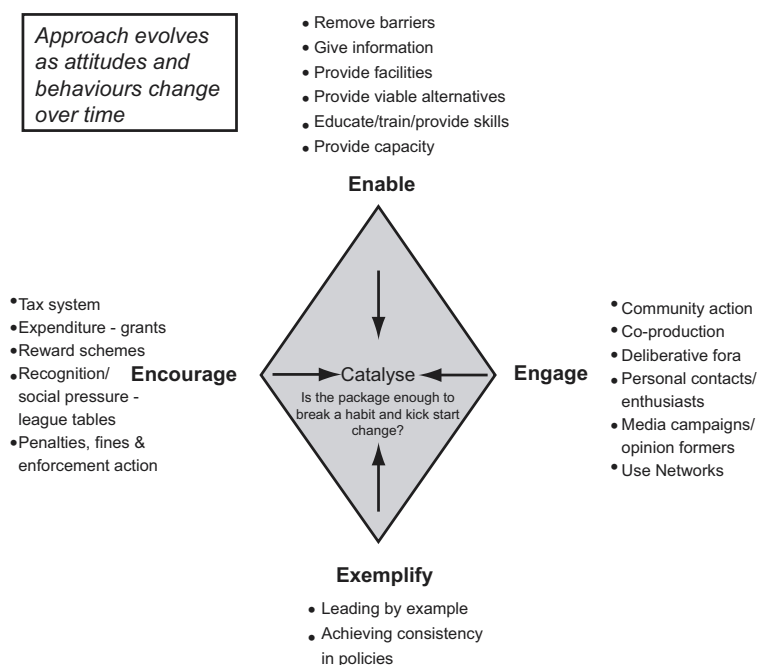 Approach evolves
as attitudes and
behaviours change
over time
• Remove barriers
• Give information
• Provide facilities
• Provide viable alternatives
• Educate/train/provide skills
• Provide capacity
Enable
• Tax system
• Expenditure - grants
• Reward schemes
• Recognition/
social pressure -
league tables
• Penalties, fines &
enforcement action
Encourage
Catalyse
Is the package enough to
break a habit and kick start
change?
Engage
• Community action
• Co-production
• Deliberative fora
• Personal contacts/
enthusiasts
• Media campaigns/
opinion formers
• Use Networks
Exemplify
• Leading by example
• Achieving consistency
in policies